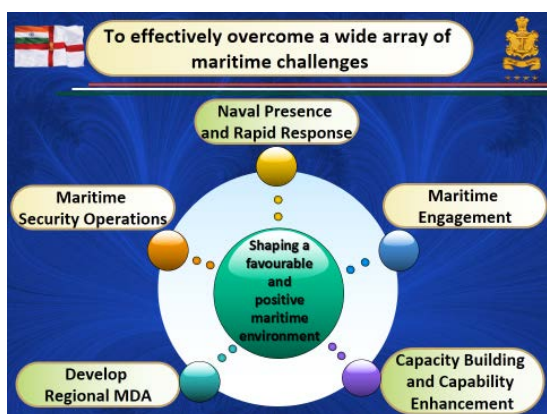 To effectively overcome a wide array of
maritime challenges
Naval Presence
and Rapid Response
Maritime
Security Operations
Maritime
Engagement
Shaping a
favourable
and
positive
maritime
environment
Develop
Regional MDA
Capacity Building
and Capability
Enhancement